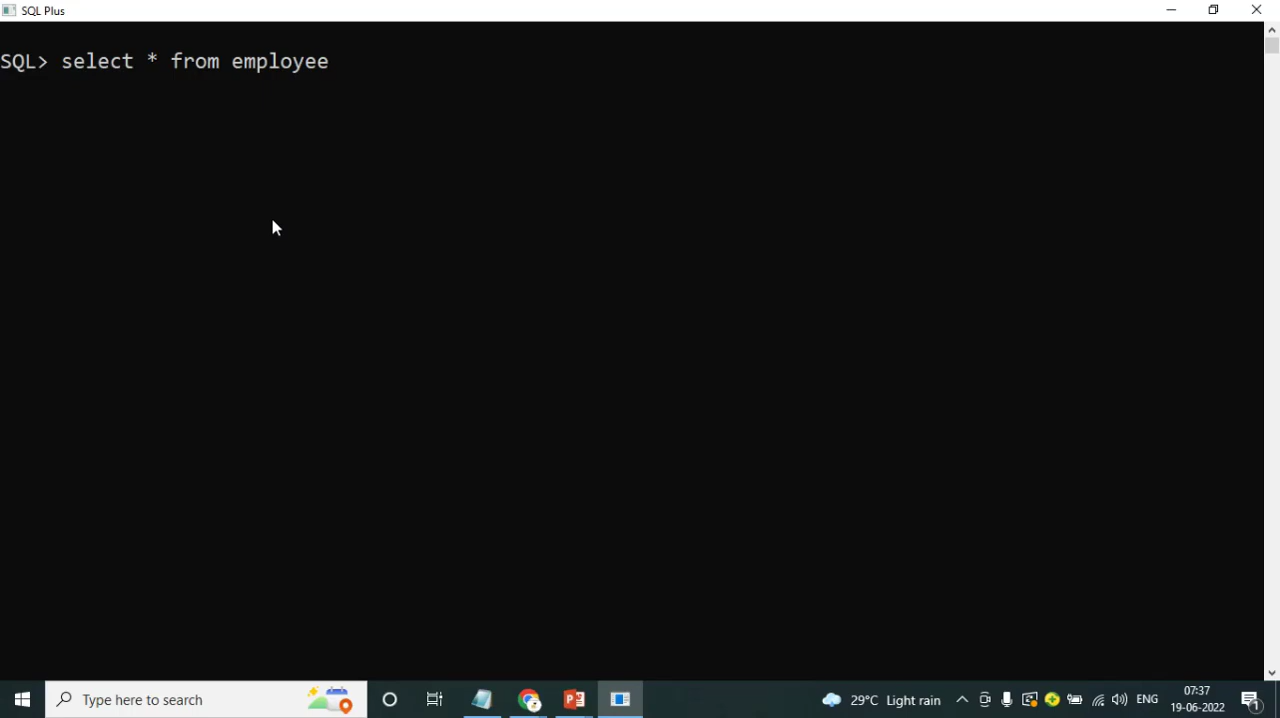 SQL Plus
SQL> select * from employee
Type here to search
29°C Light rain
ENG
07:37
19-06-2022
1